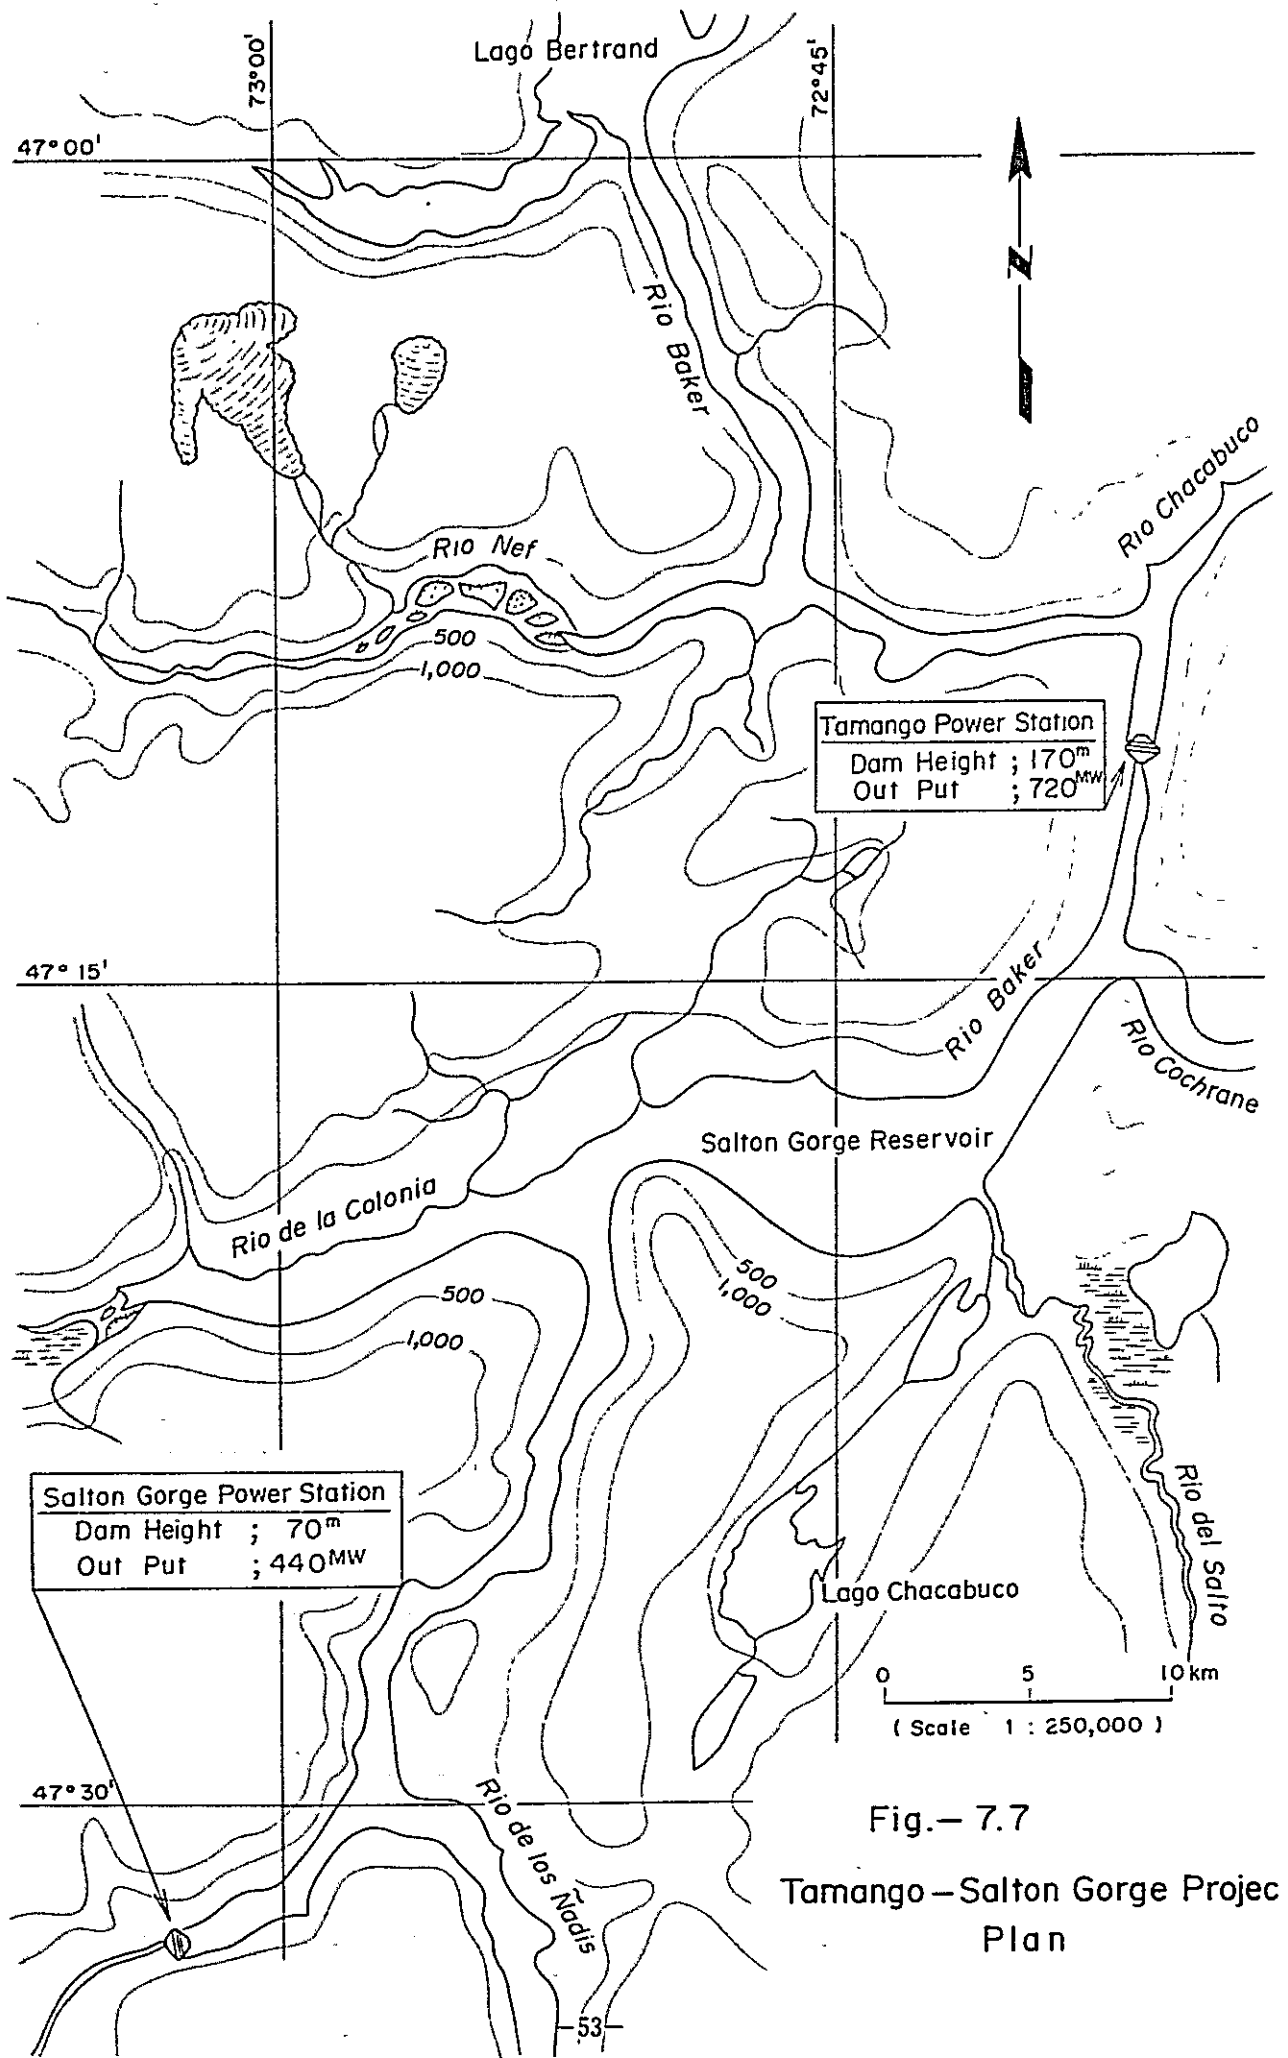 Lago Bertrand
73°00'
72°45'
47°00'
Rio Baker
Rio Chacabuco
Rio Nef
500
1,000
Tamango Power Station
Dam Height ; 170m
Out Put ; 720MW
47°15'
Rio Baker
Rio Cochrane
Salton Gorge Reservoir
Rio de la Colonia
500
1,000
500
1,000
Salton Gorge Power Station
Dam Height ; 70m
Out Put ; 440MW
Rio del Salto
Lago Chacabuco
0 5 10 km
( Scale 1 : 250,000 )
47°30'
Rio de los Ñadis
N
Fig.— 7.7
Tamango — Salton Gorge Projec
Plan
—53—